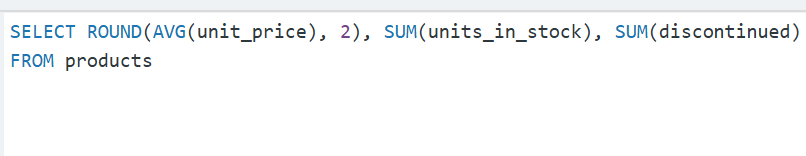 SELECT ROUND(AVG(unit_price), 2), SUM(units_in_stock), SUM(discontinued)
FROM products